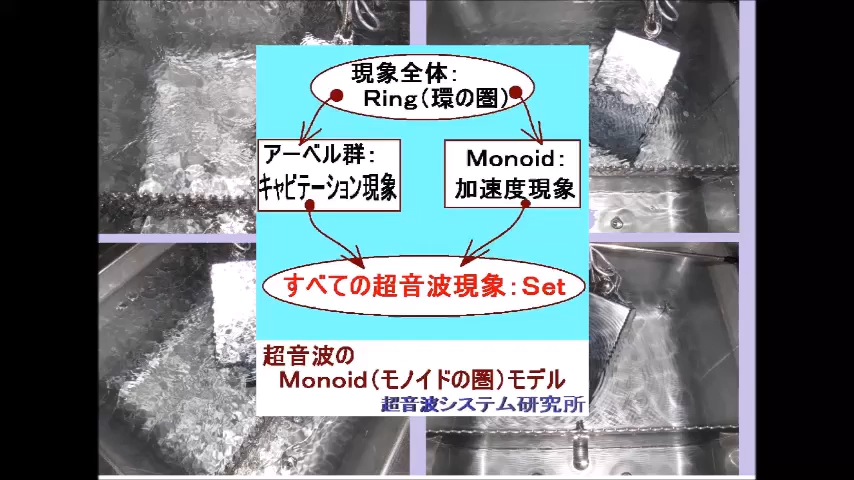 現象全体:
Ring(環の圏)
アーベル群:
キャビテーション現象
Monoid:
加速度現象
すべての超音波現象:Set
超音波の
Monoid(モノイドの圏)モデル
超音波システム研究所